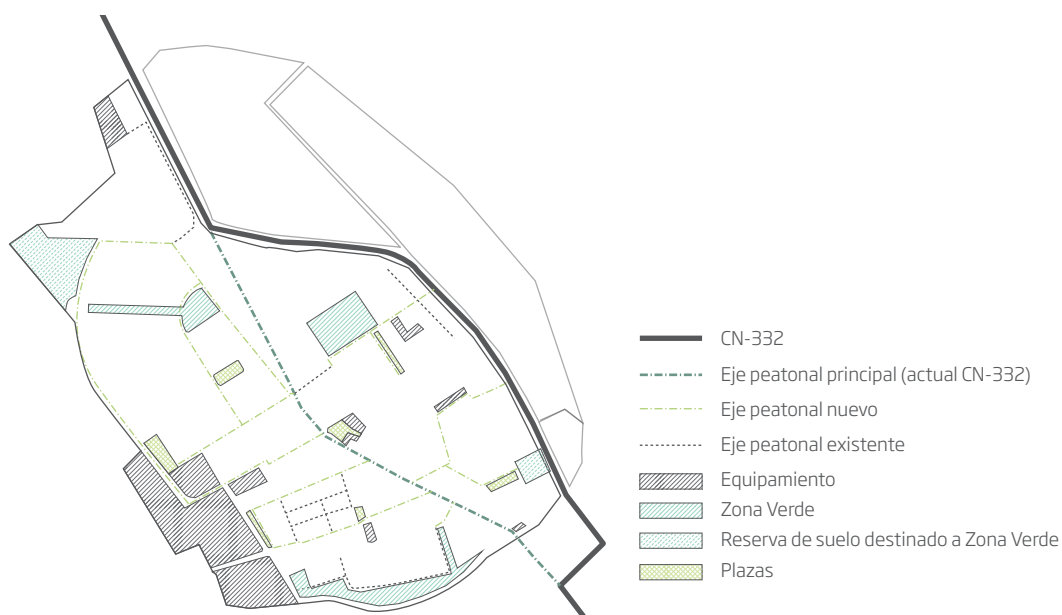 CN-332
Eje peatonal principal (actual CN-332)
Eje peatonal nuevo
Eje peatonal existente
Equipamiento
Zona Verde
Reserva de suelo destinado a Zona Verde
Plazas